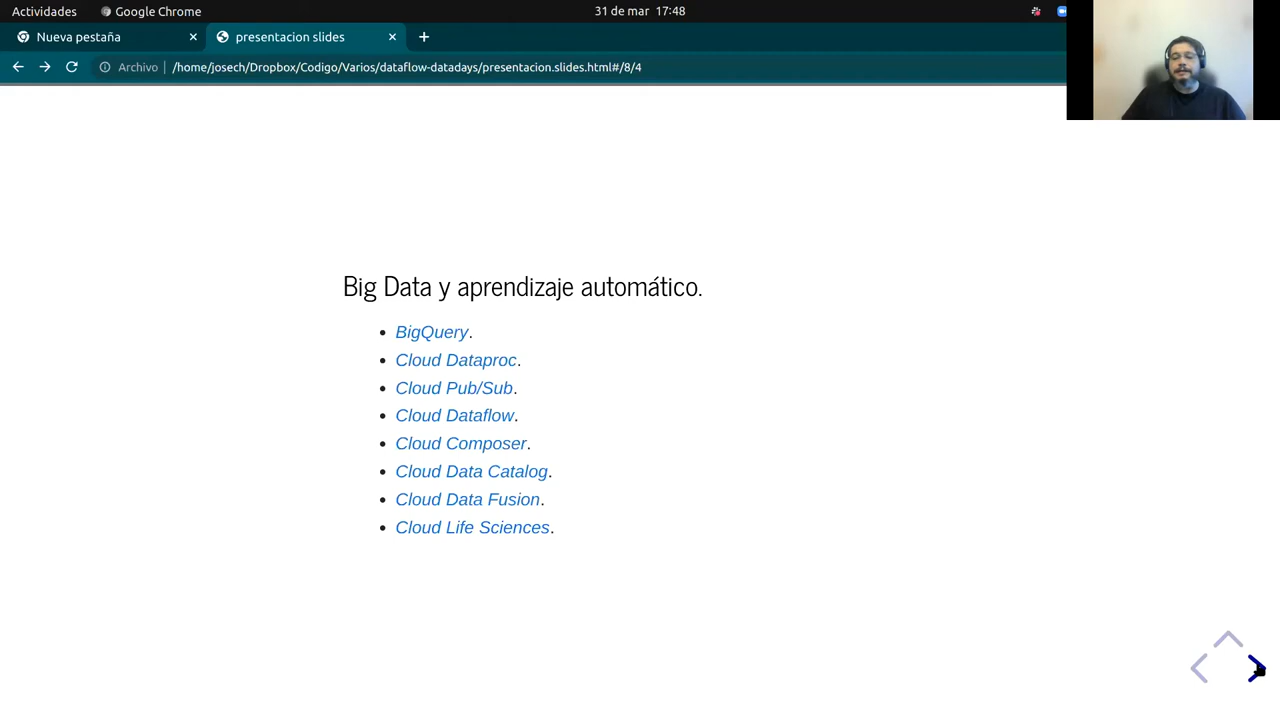 Actividades Google Chrome 31 de mar 17:48
Nueva pestaña presentacion slides
Archivo /home/josech/Dropbox/Codigo/Varios/dataflow-datadays/presentacion.slides.html#/8/4
Big Data y aprendizaje automático.
• BigQuery.
• Cloud Dataproc.
• Cloud Pub/Sub.
• Cloud Dataflow.
• Cloud Composer.
• Cloud Data Catalog.
• Cloud Data Fusion.
• Cloud Life Sciences.